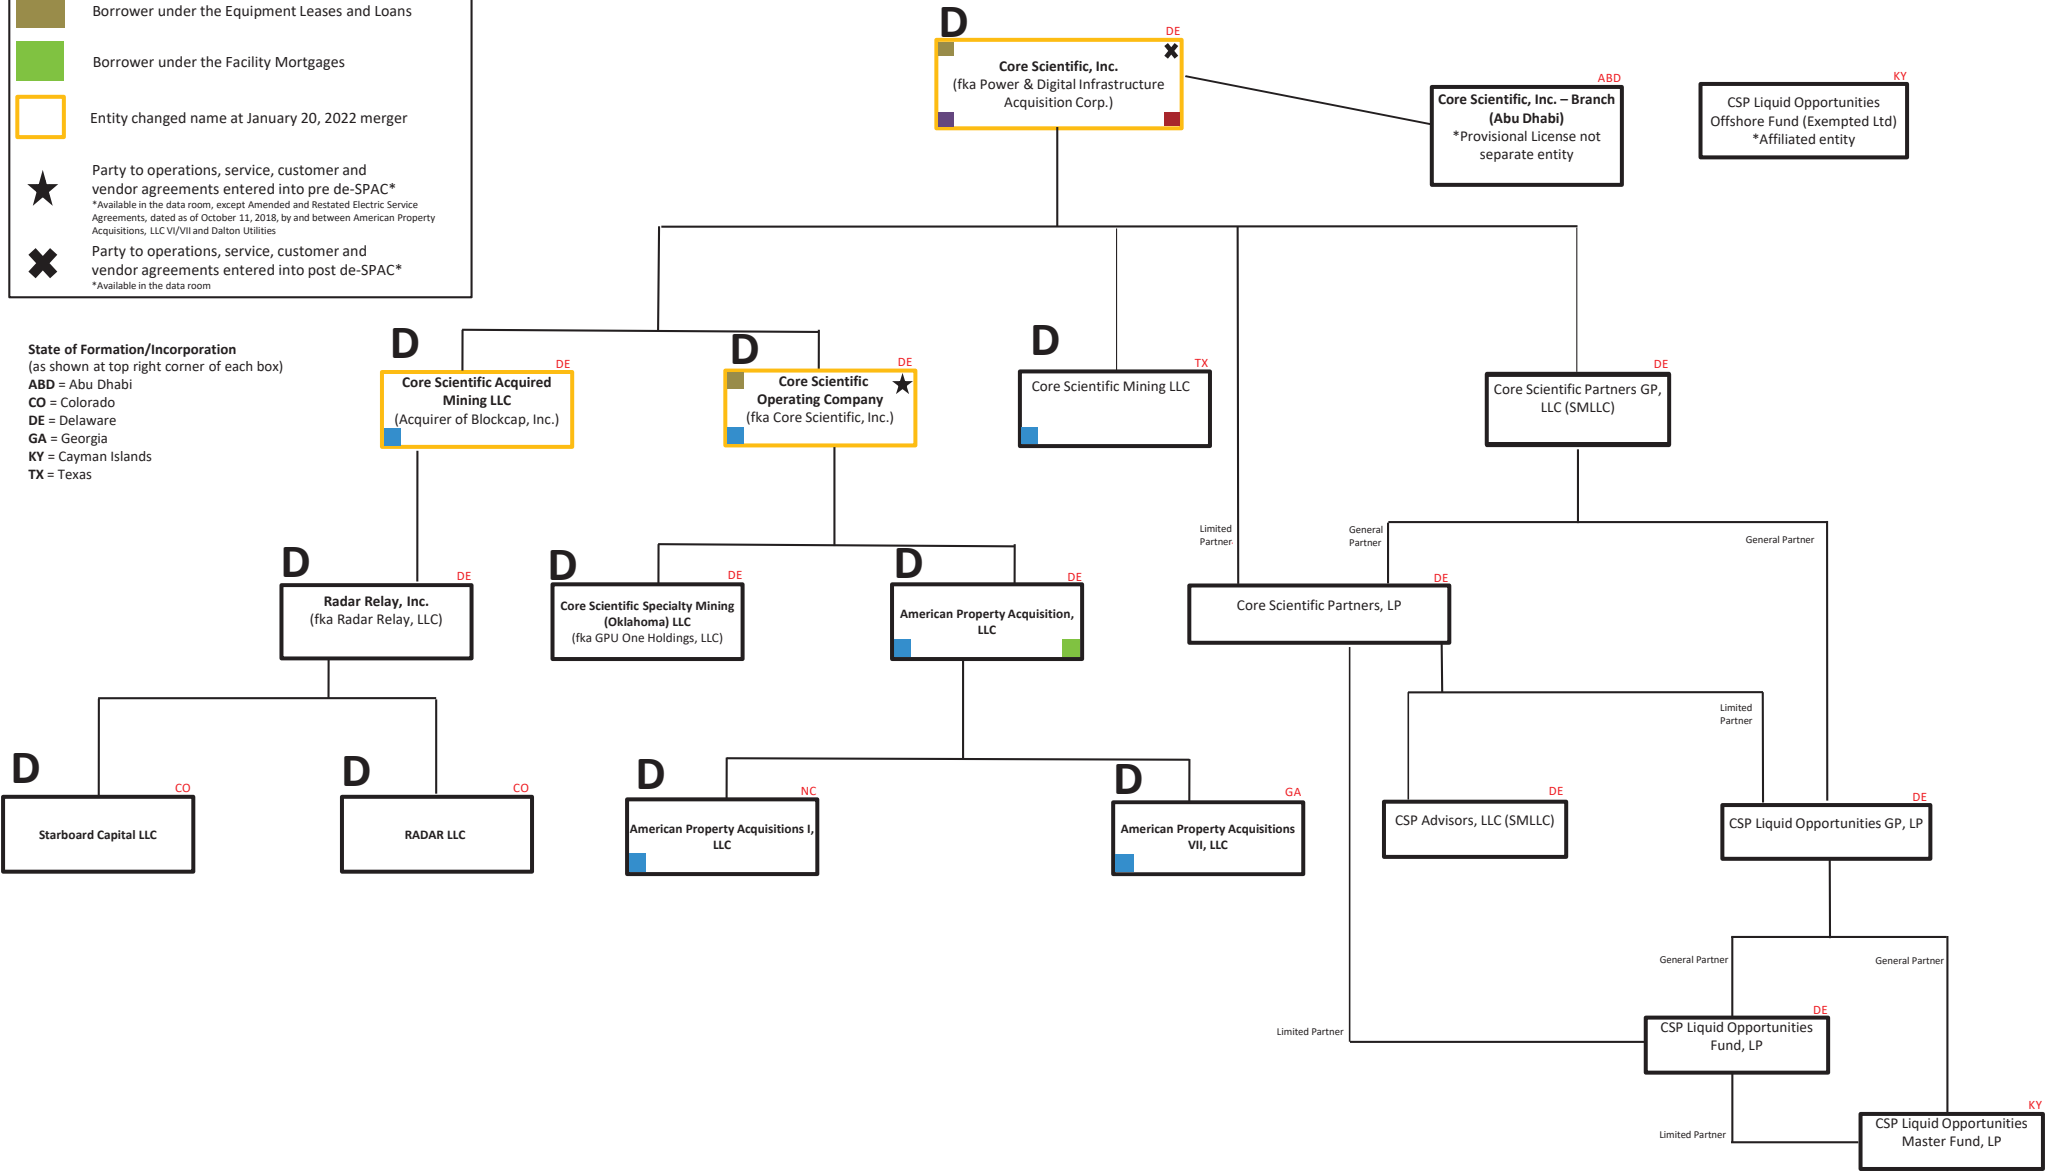 Borrower under the Equipment Leases and Loans
Borrower under the Facility Mortgages
Entity changed name at January 20, 2022 merger
Party to operations, service, customer and
vendor agreements entered into pre de-SPAC*
*Available in the data room, except Amended and Restated Electric Service
Agreements, dated as of October 11, 2018, by and between American Property
Acquisitions, LLC VI/VII and Dalton Utilities
Party to operations, service, customer and
vendor agreements entered into post de-SPAC*
*Available in the data room
State of Formation/Incorporation
(as shown at top right corner of each box)
ABD = Abu Dhabi
CO = Colorado
DE = Delaware
GA = Georgia
KY = Cayman Islands
TX = Texas
D
DE
Core Scientific, Inc.
(fka Power & Digital Infrastructure
Acquisition Corp.)
ABD
Core Scientific, Inc. – Branch
(Abu Dhabi)
*Provisional License not
separate entity
KY
CSP Liquid Opportunities
Offshore Fund (Exempted Ltd)
*Affiliated entity
D
DE
Core Scientific Acquired
Mining LLC
(Acquirer of Blockcap, Inc.)
D
DE
Core Scientific
Operating Company
(fka Core Scientific, Inc.)
D
TX
Core Scientific Mining LLC
DE
Core Scientific Partners GP,
LLC (SMLLC)
Limited
Partner
General
Partner
General Partner
D
DE
Radar Relay, Inc.
(fka Radar Relay, LLC)
D
DE
Core Scientific Specialty Mining
(Oklahoma) LLC
(fka GPU One Holdings, LLC)
D
DE
American Property Acquisition,
LLC
DE
Core Scientific Partners, LP
Limited
Partner
D
CO
Starboard Capital LLC
D
CO
RADAR LLC
D
NC
American Property Acquisitions I,
LLC
D
GA
American Property Acquisitions
VII, LLC
DE
CSP Advisors, LLC (SMLLC)
DE
CSP Liquid Opportunities GP, LP
General Partner
General Partner
Limited Partner
DE
CSP Liquid Opportunities
Fund, LP
Limited Partner
KY
CSP Liquid Opportunities
Master Fund, LP